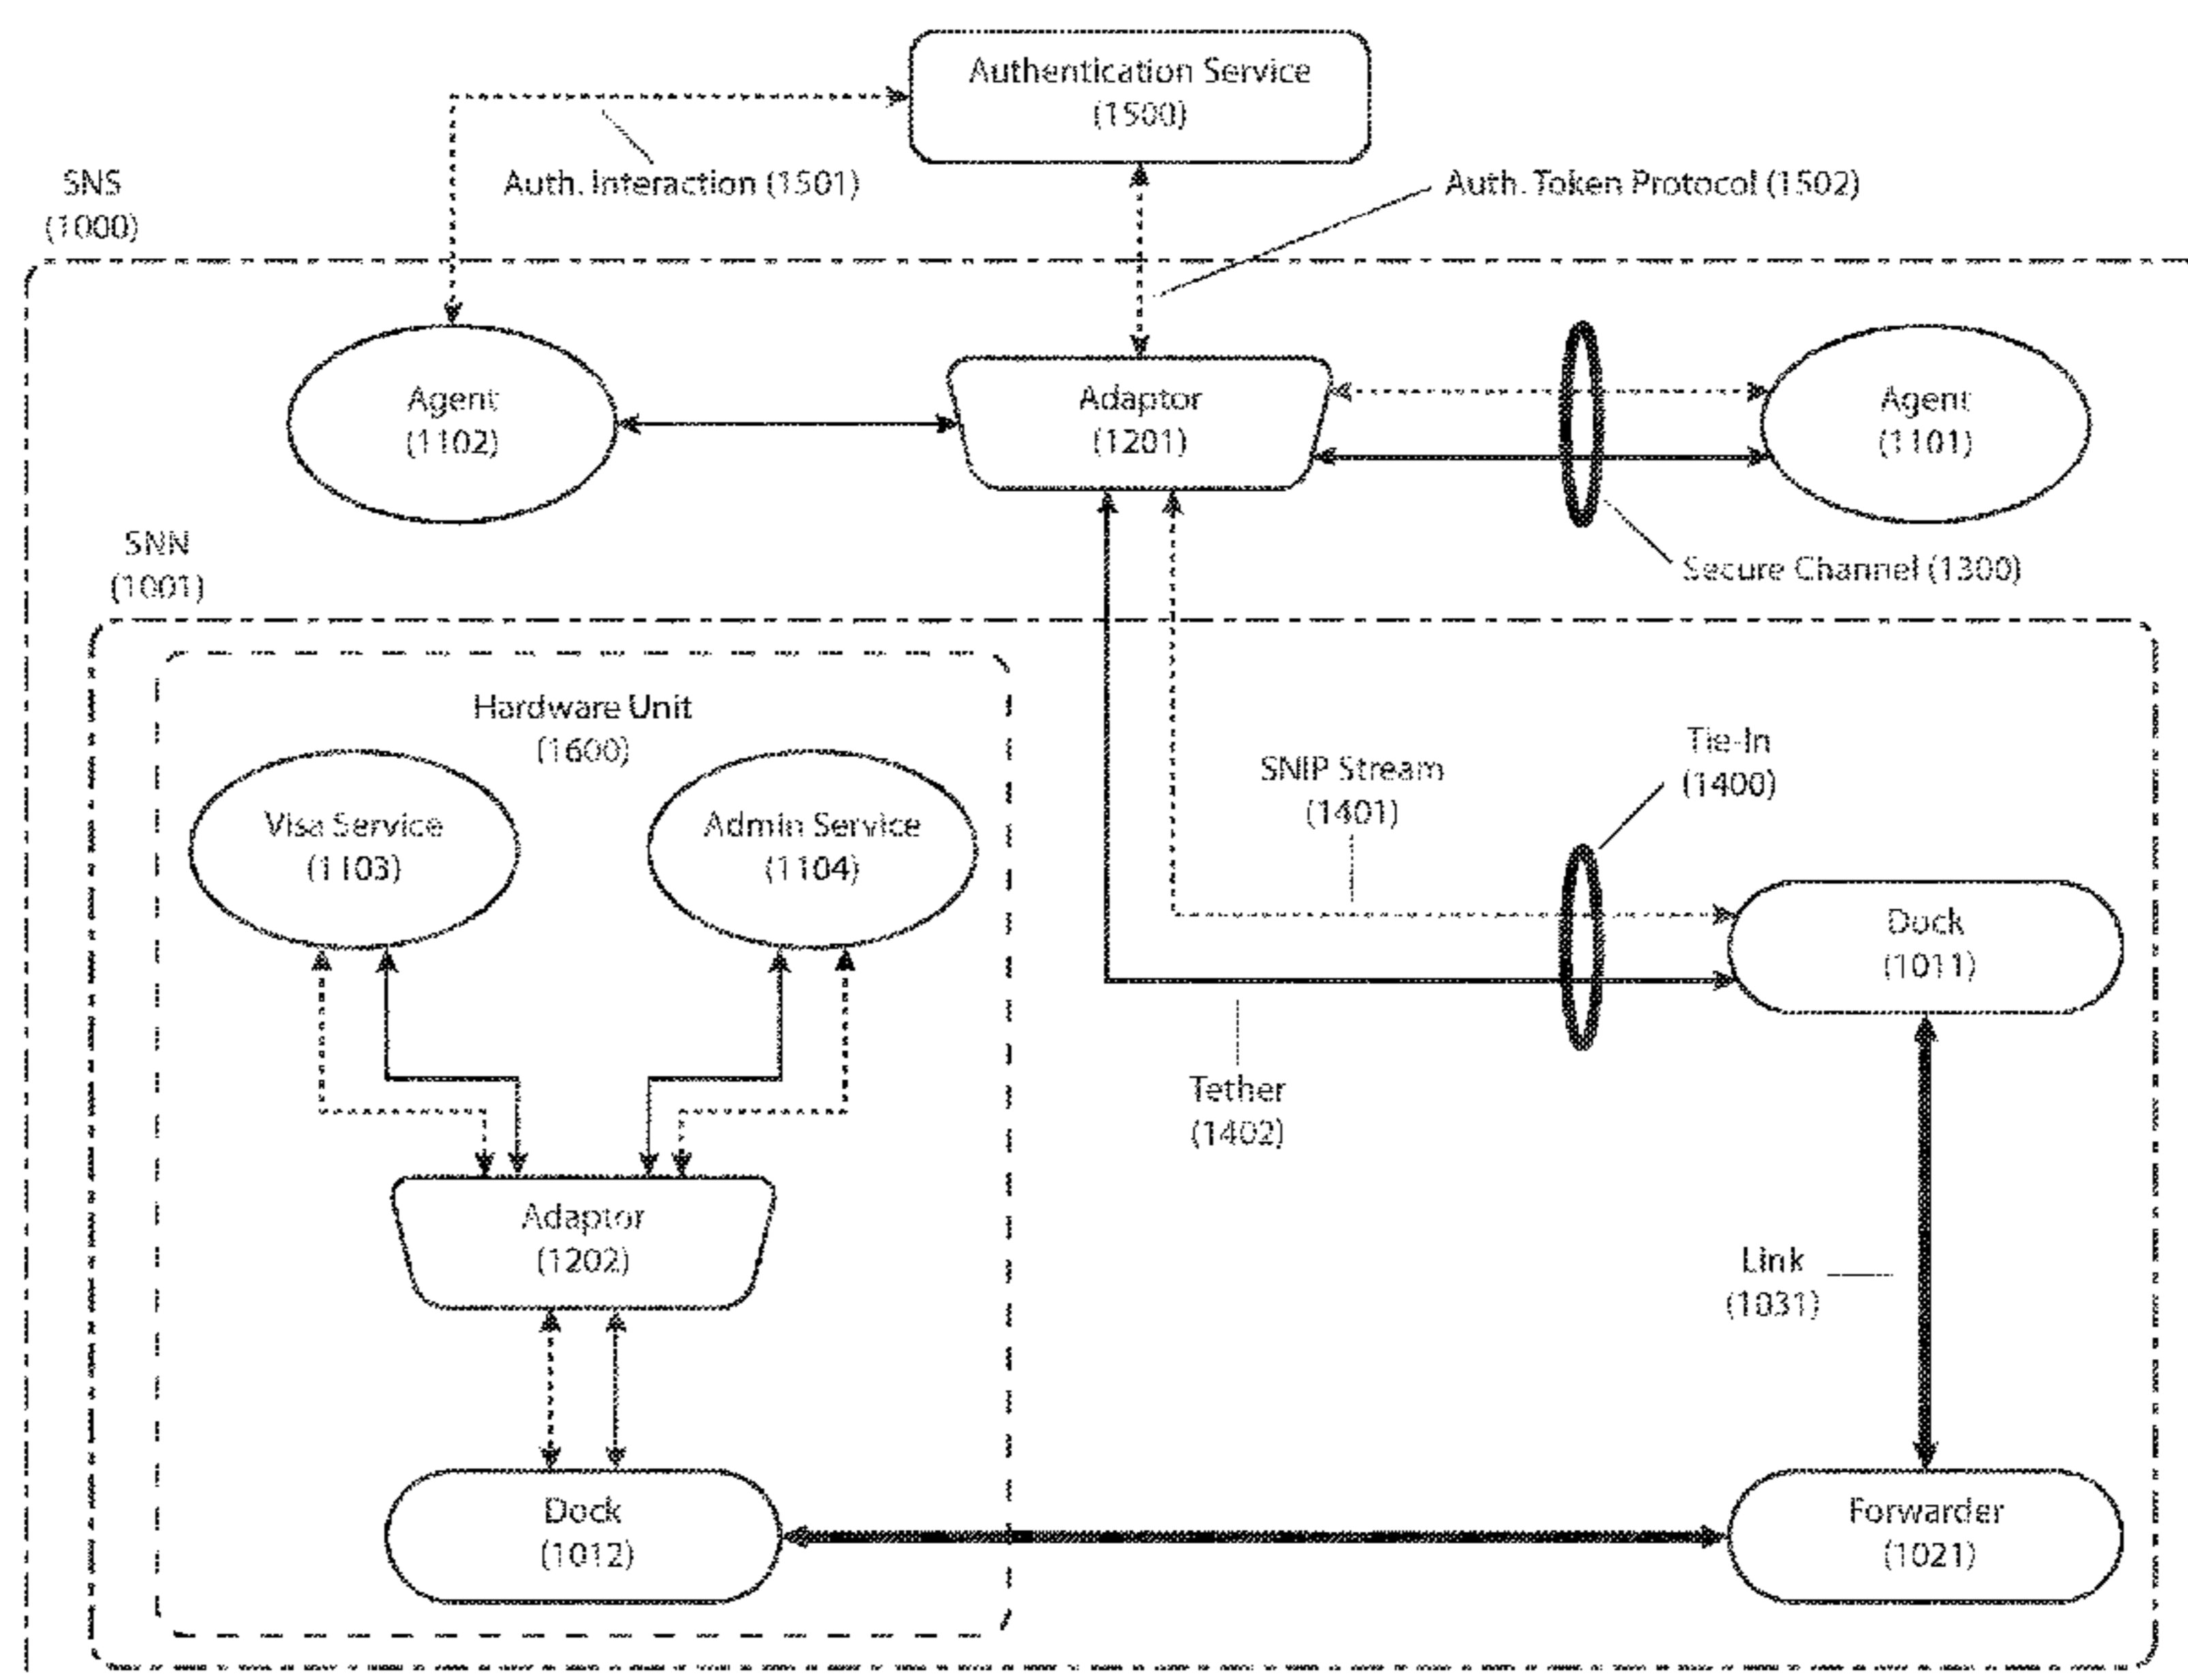 Authentication Service
(1500)
Auth. Interaction (1501)
Auth. Token Protocol (1502)
SNS
(1000)
Agent
(1102)
Adaptor
(1201)
Agent
(1101)
Secure Channel (1300)
SNN
(1001)
Hardware Unit
(1600)
Visa Service
(1103)
Admin Service
(1104)
SNIP Stream
(1401)
Tie-In
(1400)
Dock
(1011)
Tether
(1402)
Adaptor
(1202)
Link
(1031)
Dock
(1012)
Forwarder
(1021)